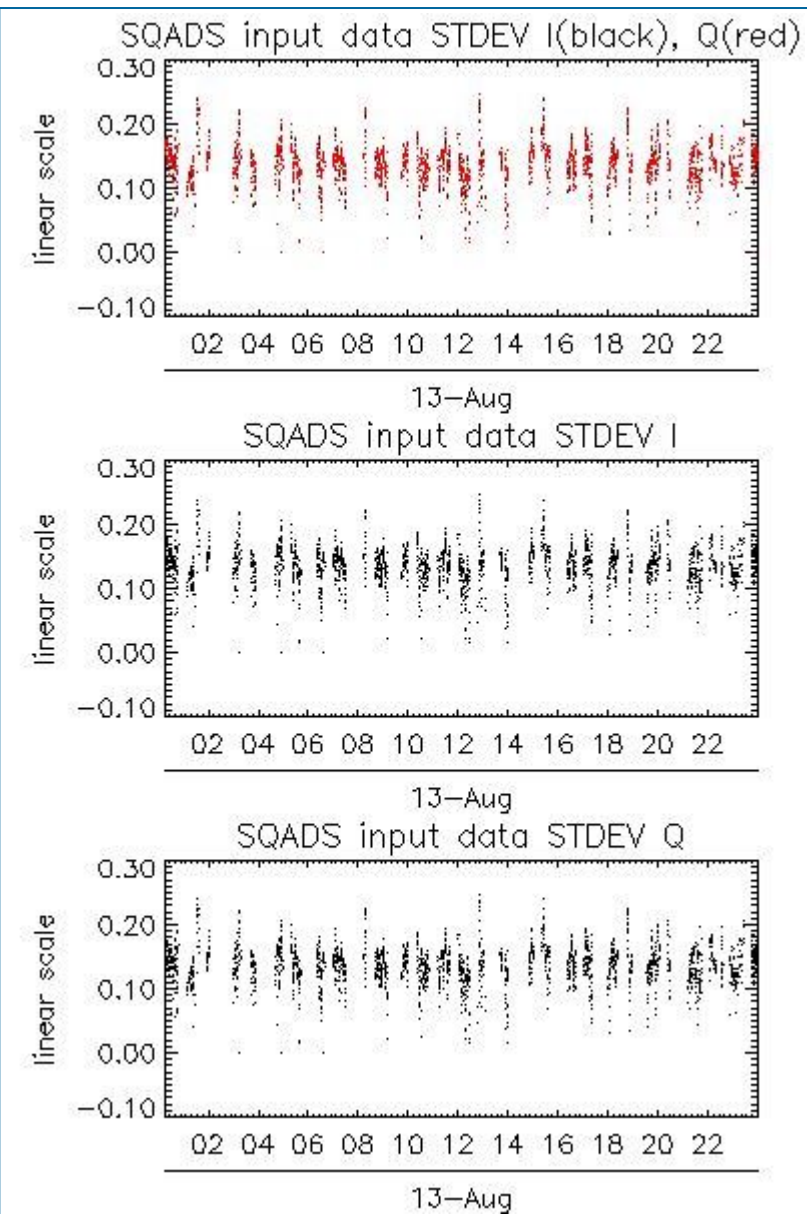 SQADS input data STDEV I(black), Q(red)
0.30
0.20
0.10
0.00
-0.10
linear scale
02 04 06 08 10 12 14 16 18 20 22
13-Aug
SQADS input data STDEV I
0.30
0.20
0.10
0.00
-0.10
linear scale
02 04 06 08 10 12 14 16 18 20 22
13-Aug
SQADS input data STDEV Q
0.30
0.20
0.10
0.00
-0.10
linear scale
02 04 06 08 10 12 14 16 18 20 22
13-Aug